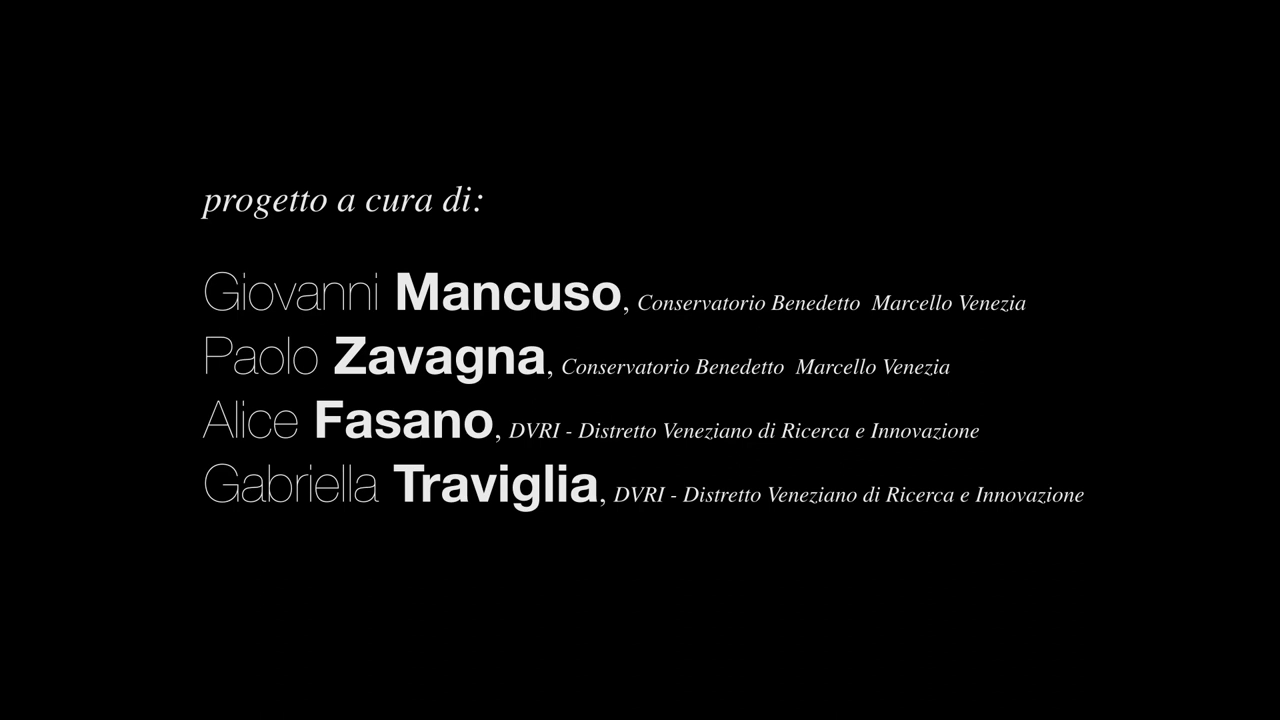 progetto a cura di:
Giovanni Mancuso, Conservatorio Benedetto  Marcello Venezia
Paolo Zavagna, Conservatorio Benedetto  Marcello Venezia
Alice Fasano, DVRI - Distretto Veneziano di Ricerca e Innovazione
Gabriella Traviglia, DVRI - Distretto Veneziano di Ricerca e Innovazione